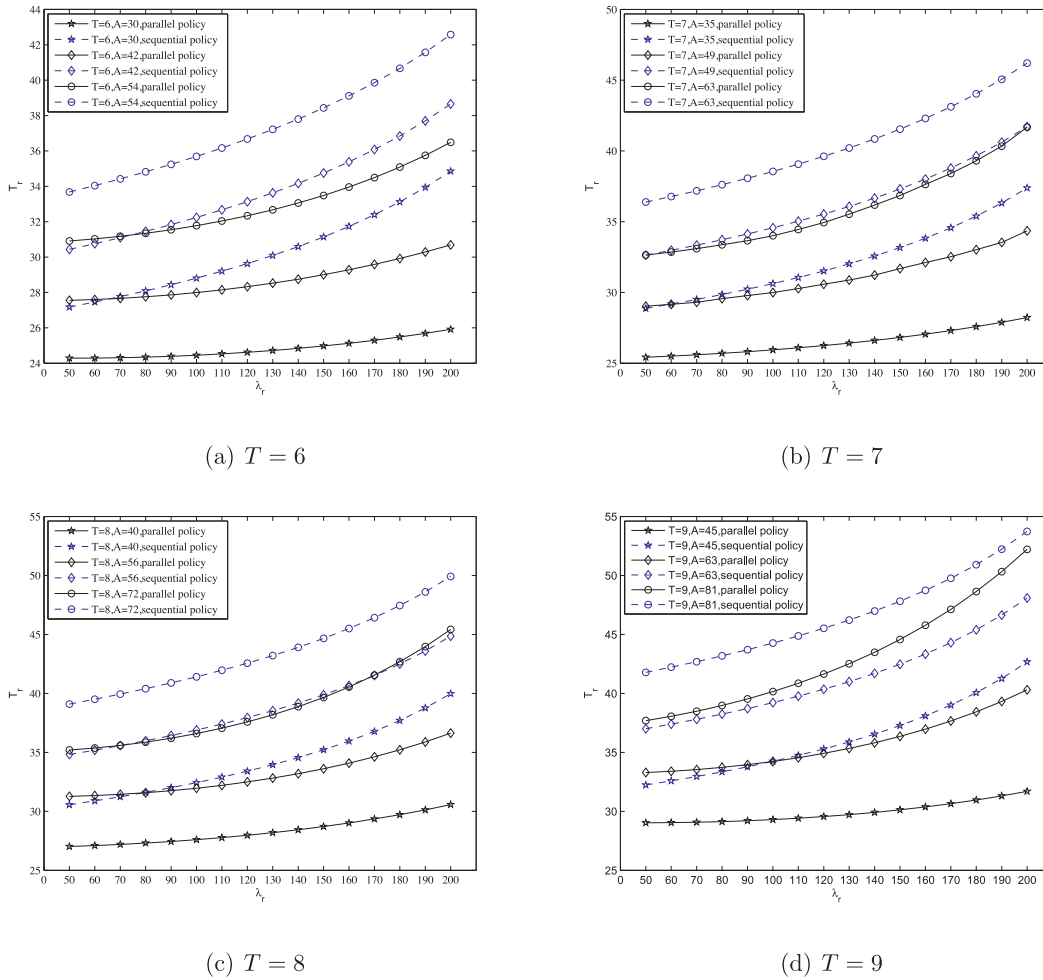 44
42
40
38
36
34
32
30
28
26
24
T_r
T=6,A=30,parallel policy
T=6,A=30,sequential policy
T=6,A=42,parallel policy
T=6,A=42,sequential policy
T=6,A=54,parallel policy
T=6,A=54,sequential policy
0 50 60 70 80 90 100 110 120 130 140 150 160 170 180 190 200
λ_r
(a) T = 6
50
45
40
35
30
25
T_r
T=7,A=35,parallel policy
T=7,A=35,sequential policy
T=7,A=49,parallel policy
T=7,A=49,sequential policy
T=7,A=63,parallel policy
T=7,A=63,sequential policy
0 50 60 70 80 90 100 110 120 130 140 150 160 170 180 190 200
λ_r
(b) T = 7
55
50
45
40
35
30
25
T_r
T=8,A=40,parallel policy
T=8,A=40,sequential policy
T=8,A=56,parallel policy
T=8,A=56,sequential policy
T=8,A=72,parallel policy
T=8,A=72,sequential policy
0 50 60 70 80 90 100 110 120 130 140 150 160 170 180 190 200
λ_r
(c) T = 8
55
50
45
40
35
30
25
T_r
T=9,A=45,parallel policy
T=9,A=45,sequential policy
T=9,A=63,parallel policy
T=9,A=63,sequential policy
T=9,A=81,parallel policy
T=9,A=81,sequential policy
0 50 60 70 80 90 100 110 120 130 140 150 160 170 180 190 200
λ_r
(d) T = 9